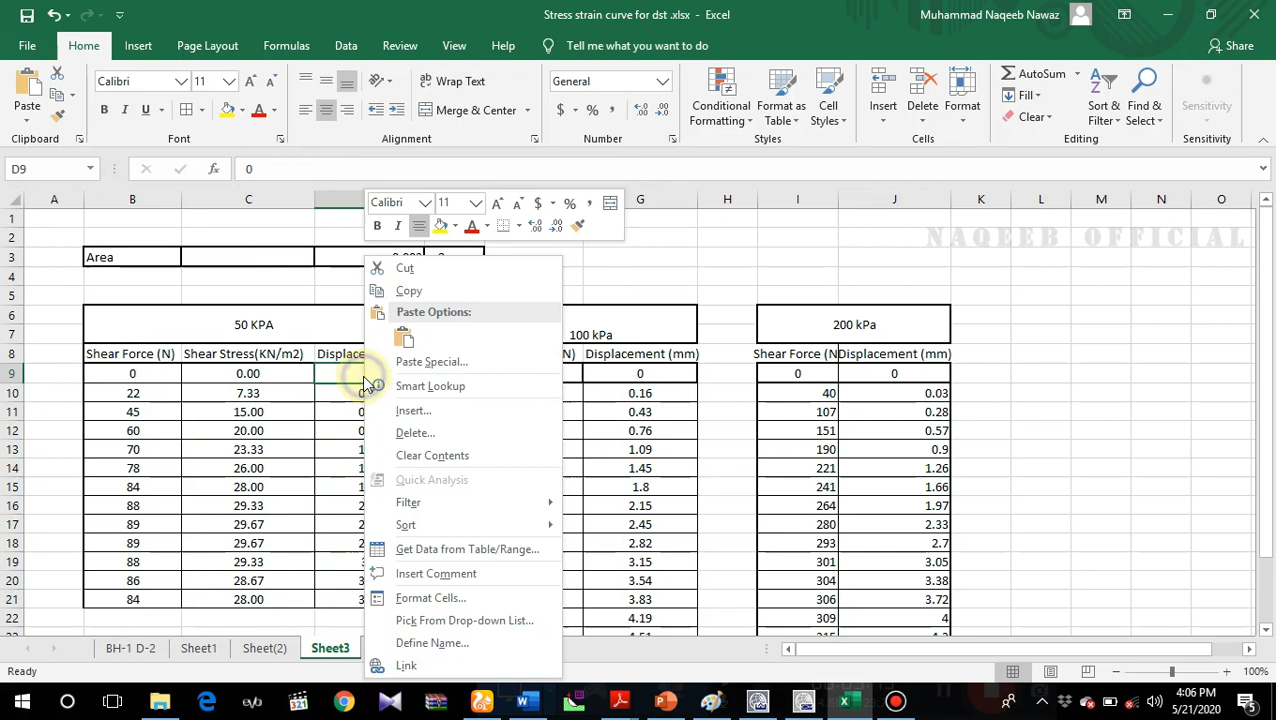 Stress strain curve for dst .xlsx - Excel
Muhammad Naqeeb Nawaz
File Home Insert Page Layout Formulas Data Review View Help Tell me what you want to do Share
Paste
Calibri 11
B I U
Wrap Text
Merge & Center
General
$ % ,
Conditional Formatting
Format as Table
Cell Styles
Insert Delete Format
AutoSum
Fill
Clear
Sort & Filter
Find & Select
Sensitivity
Clipboard Font Alignment Number Styles Cells Editing Sensitivity
D9 fx 0
A B C G H I J K L M N O
Calibri 11 $ % ,
B I
1
2
NAQEEB OFFICIAL
3 Area
4
5
6
7
50 KPA
100 kPa
200 kPa
8 Shear Force (N) Shear Stress(KN/m2) Displace N) Displacement (mm) Shear Force (N Displacement (mm)
9 0 0.00 0 0 0
10 22 7.33 0 0.16 40 0.03
11 45 15.00 0 0.43 107 0.28
12 60 20.00 0 0.76 151 0.57
13 70 23.33 1 1.09 190 0.9
14 78 26.00 1 1.45 221 1.26
15 84 28.00 1 1.8 241 1.66
16 88 29.33 2 2.15 264 1.97
17 89 29.67 2 2.45 280 2.33
18 89 29.67 2 2.82 293 2.7
19 88 29.33 3 3.15 301 3.05
20 86 28.67 3 3.54 304 3.38
21 84 28.00 3 3.83 306 3.72
22 4.19 309 4
Cut
Copy
Paste Options:
Paste Special...
Smart Lookup
Insert...
Delete...
Clear Contents
Quick Analysis
Filter
Sort
Get Data from Table/Range...
Insert Comment
Format Cells...
Pick From Drop-down List...
Define Name...
Link
BH-1 D-2 Sheet1 Sheet(2) Sheet3
Ready
100%
4:06 PM
5/21/2020
5